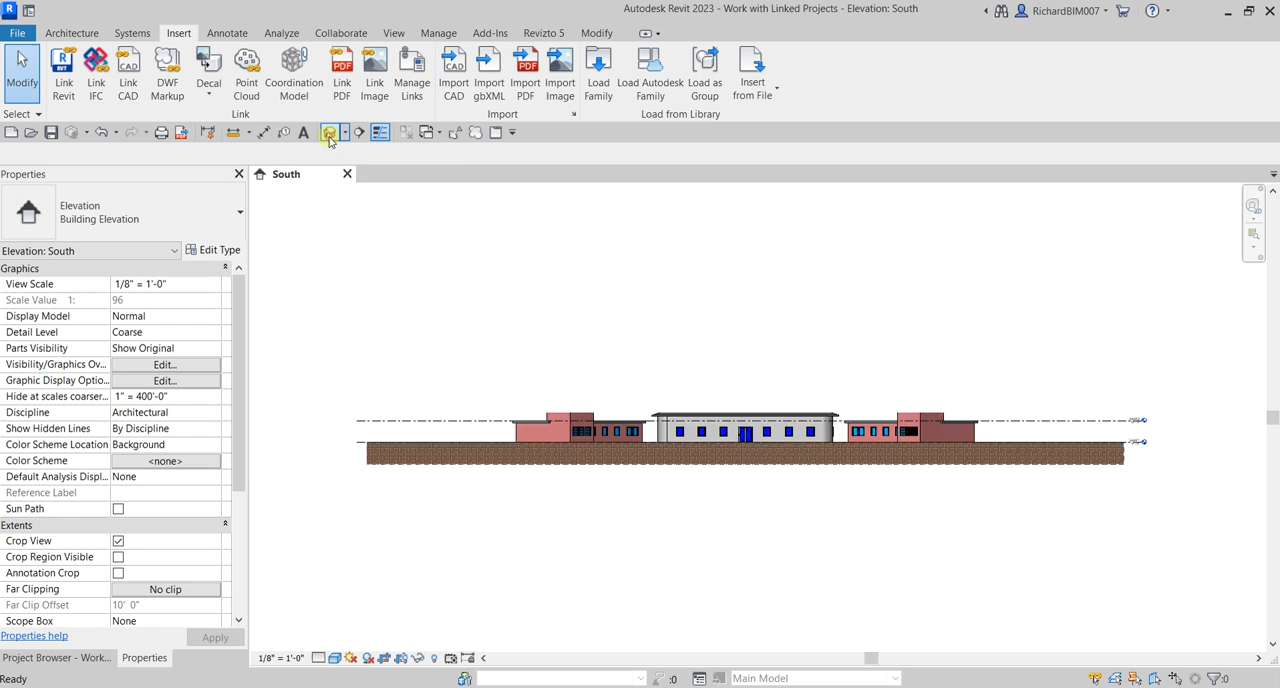 Autodesk Revit 2023 - Work with Linked Projects - Elevation: South
RichardBIM007
File Architecture Systems Insert Annotate Analyze Collaborate View Manage Add-Ins Revizto 5 Modify
Modify
Link Revit
Link IFC
Link CAD
DWF Markup
Decal
Point Cloud
Coordination Model
Link PDF
Link Image
Manage Links
Import CAD
Import gbXML
Import PDF
Import Image
Load Family
Load Autodesk Family
Load as Group
Insert from File
Select
Link
Import
Load from Library
Properties
South
Elevation
Building Elevation
Elevation: South
Edit Type
Graphics
View Scale 1/8" = 1'-0"
Scale Value 1: 96
Display Model Normal
Detail Level Coarse
Parts Visibility Show Original
Visibility/Graphics Ov... Edit...
Graphic Display Optio... Edit...
Hide at scales coarser... 1" = 400'-0"
Discipline Architectural
Show Hidden Lines By Discipline
Color Scheme Location Background
Color Scheme <none>
Default Analysis Displ... None
Reference Label
Sun Path
Extents
Crop View
Crop Region Visible
Annotation Crop
Far Clipping No clip
Far Clip Offset 10' 0"
Scope Box None
Properties help
Apply
Project Browser - Work... Properties
1/8" = 1'-0"
Ready
:0
Main Model
:0